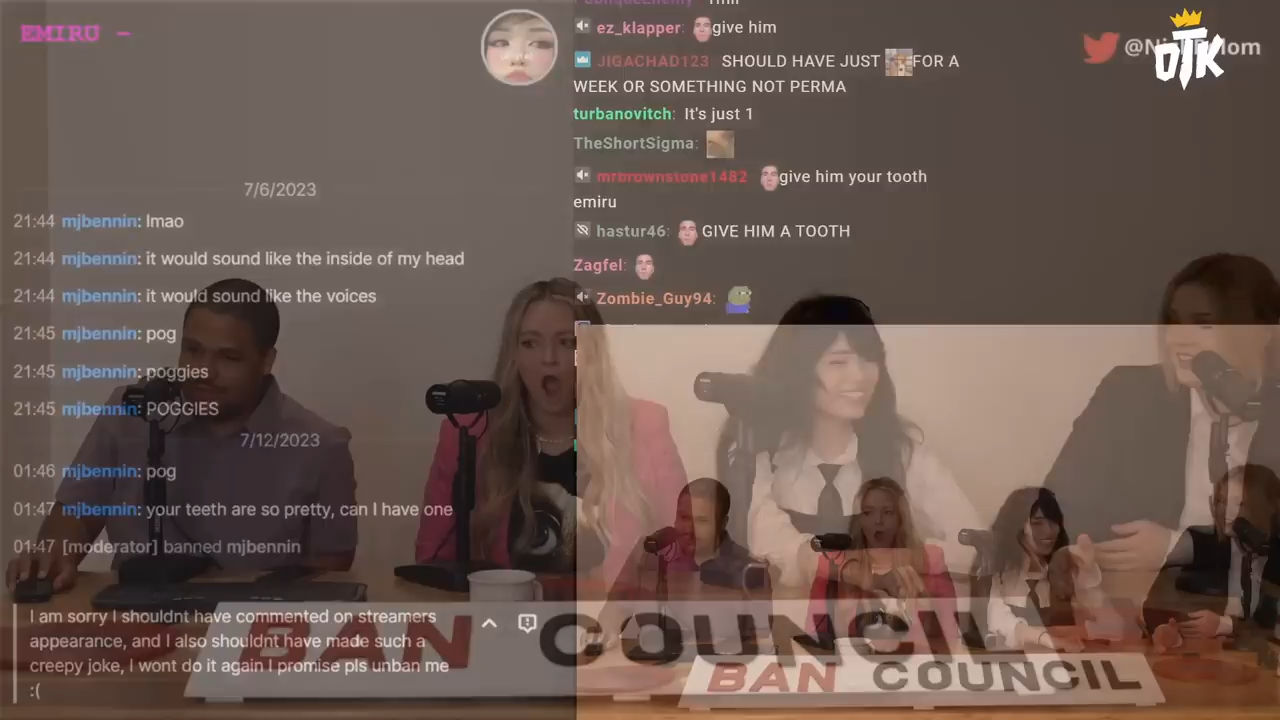 EMIRU -
7/6/2023
21:44 mjbennin: lmao
21:44 mjbennin: it would sound like the inside of my head
21:44 mjbennin: it would sound like the voices
21:45 mjbennin: pog
21:45 mjbennin: poggies
21:45 mjbennin: POGGIES
7/12/2023
01:46 mjbennin: pog
01:47 mjbennin: your teeth are so pretty, can I have one
01:47 [moderator] banned mjbennin
I am sorry I shouldnt have commented on streamers
appearance, and I also shouldnt have made such a
creepy joke, I wont do it again I promise pls unban me
:(
ez_klapper: give him
JIGACHAD123 SHOULD HAVE JUST FOR A
WEEK OR SOMETHING NOT PERMA
turbanovitch: It's just 1
TheShortSigma:
mrbrownstone1482 give him your tooth
emiru
hastur46: GIVE HIM A TOOTH
Zagfel:
Zombie_Guy94:
OTK
BAN COUNCIL
BAN COUNCIL